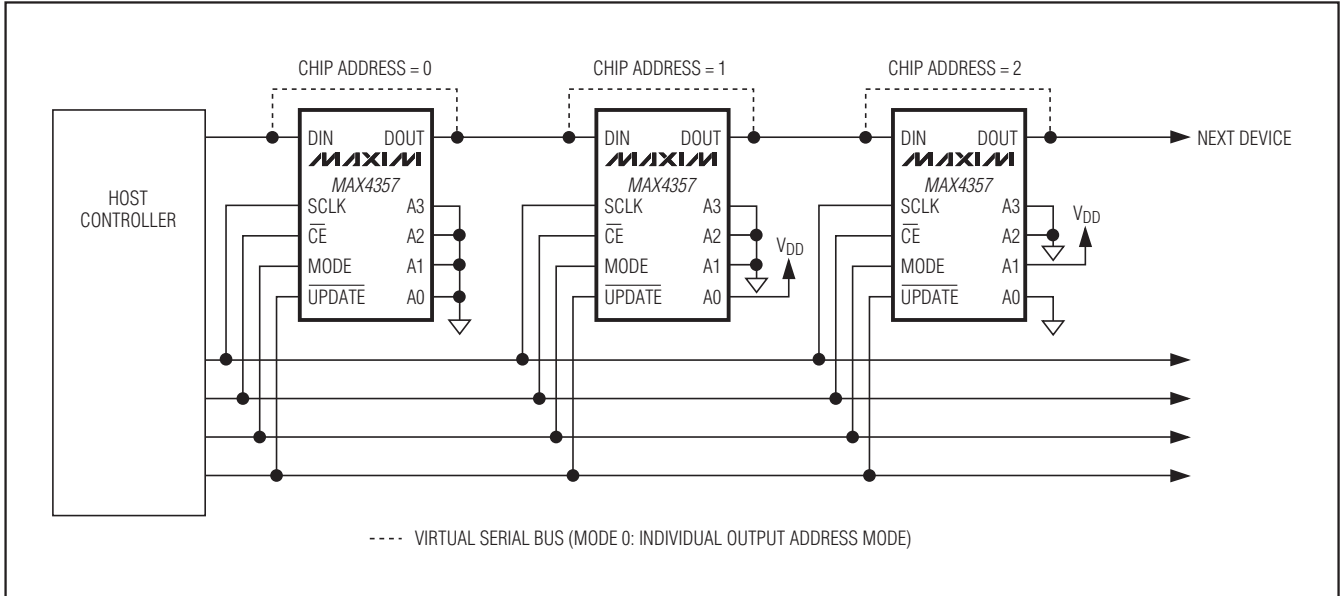 CHIP ADDRESS = 0
CHIP ADDRESS = 1
CHIP ADDRESS = 2
HOST
CONTROLLER
DIN DOUT
MAXIM
MAX4357
SCLK A3
CE A2
MODE A1
UPDATE A0
DIN DOUT
MAXIM
MAX4357
SCLK A3
CE A2
MODE A1
UPDATE A0
VDD
DIN DOUT
MAXIM
MAX4357
SCLK A3
CE A2
MODE A1
UPDATE A0
VDD
NEXT DEVICE
VIRTUAL SERIAL BUS (MODE 0: INDIVIDUAL OUTPUT ADDRESS MODE)